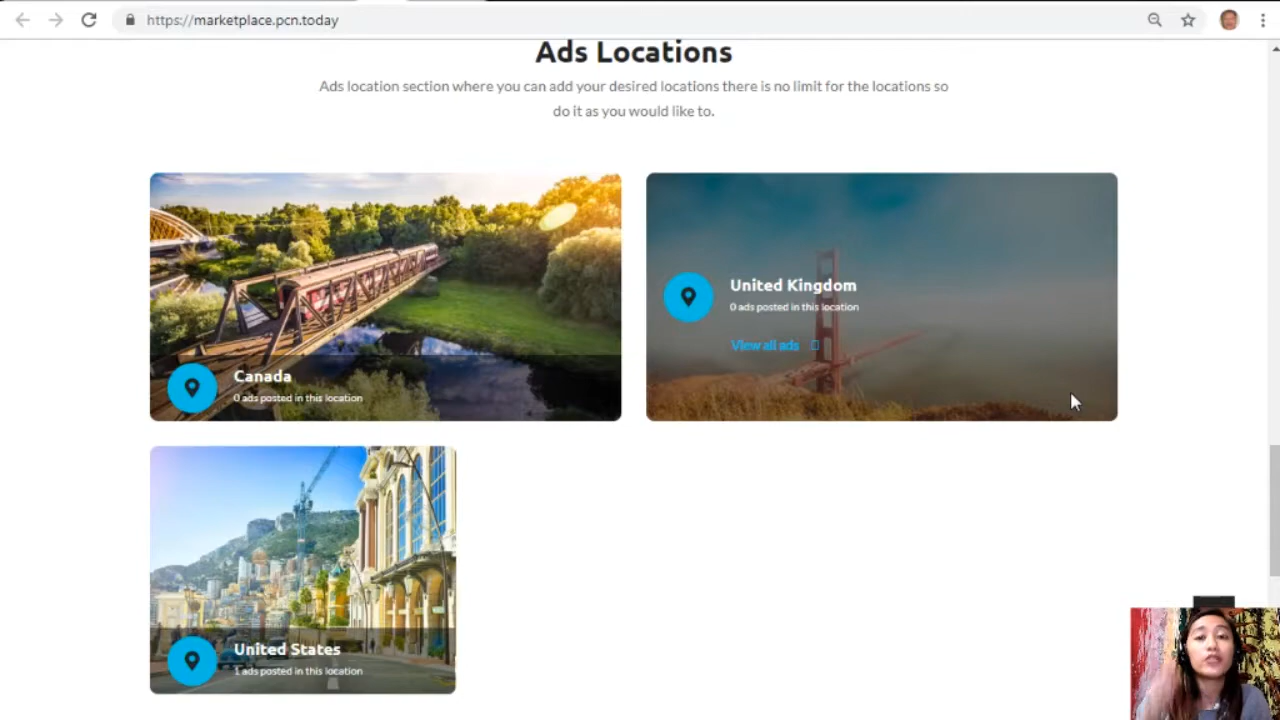 https://marketplace.pcn.today
Ads Locations
Ads location section where you can add your desired locations there is no limit for the locations so
do it as you would like to.
Canada
0 ads posted in this location
United Kingdom
0 ads posted in this location
View all ads
United States
1 ads posted in this location